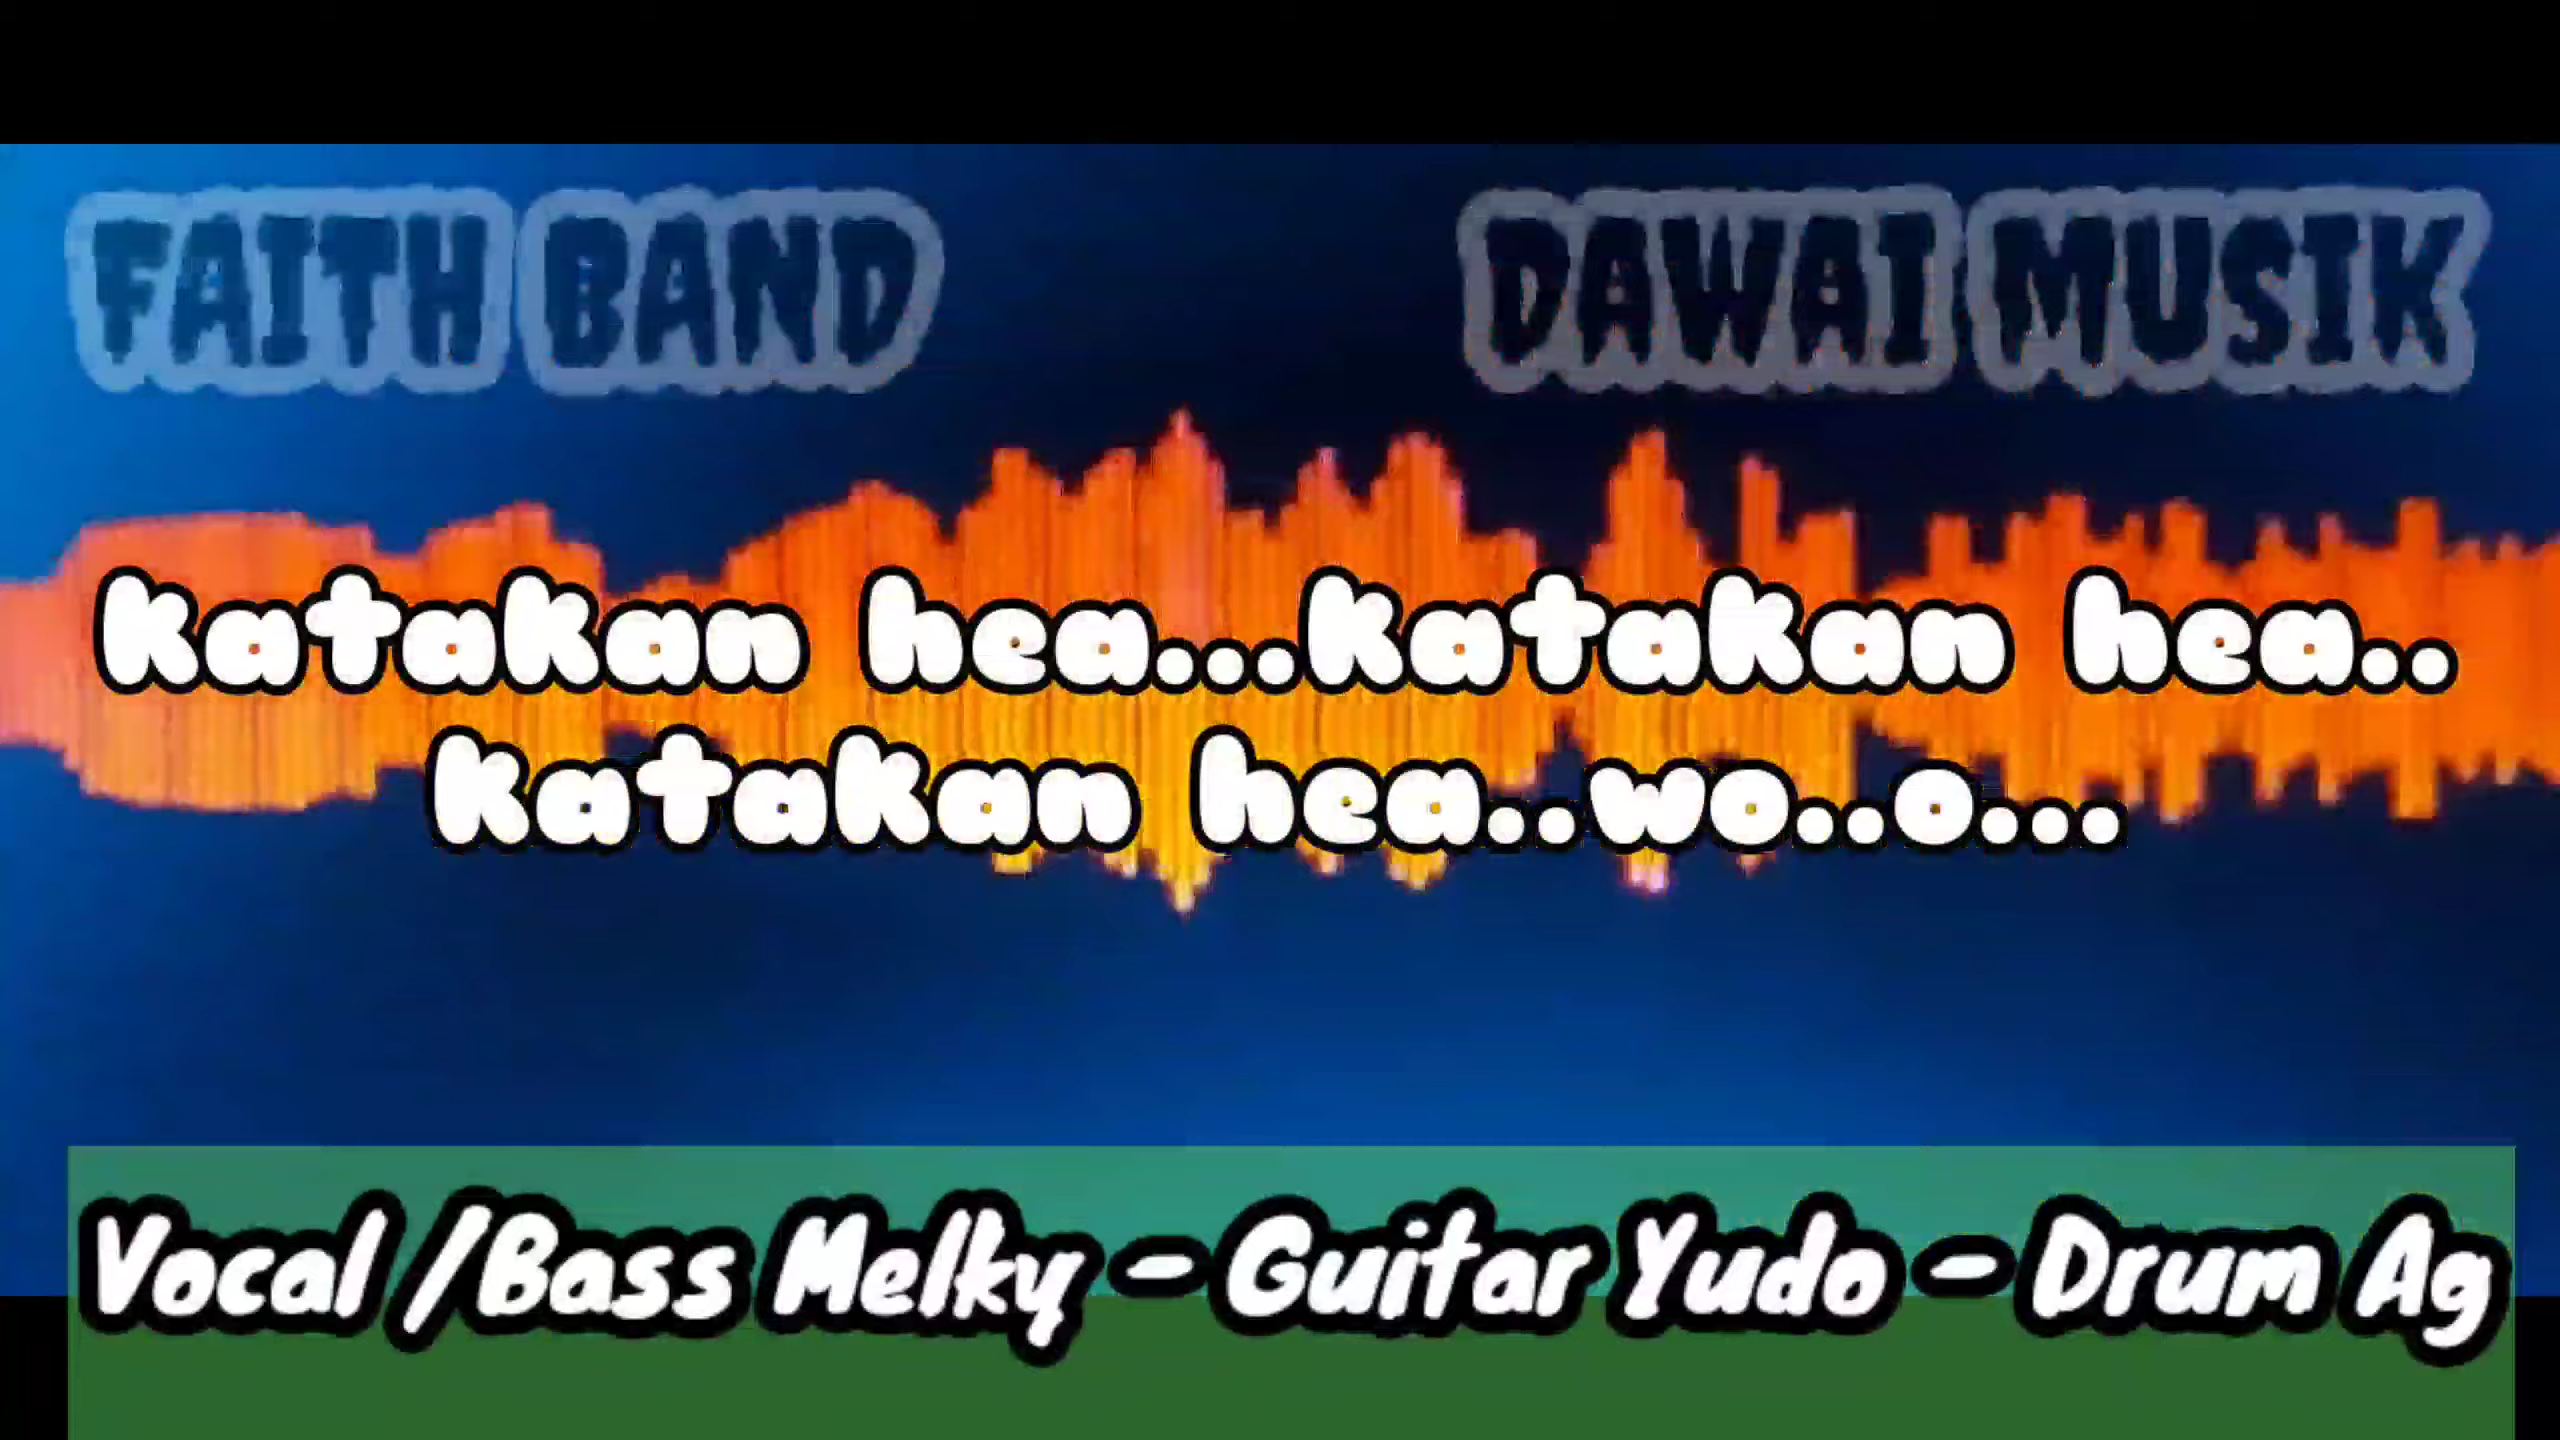 FAITH BAND
DAWAI MUSIK
katakan hea...katakan hea..
katakan hea..wo..o...
Vocal /Bass Melky - Guitar Yudo - Drum Ag